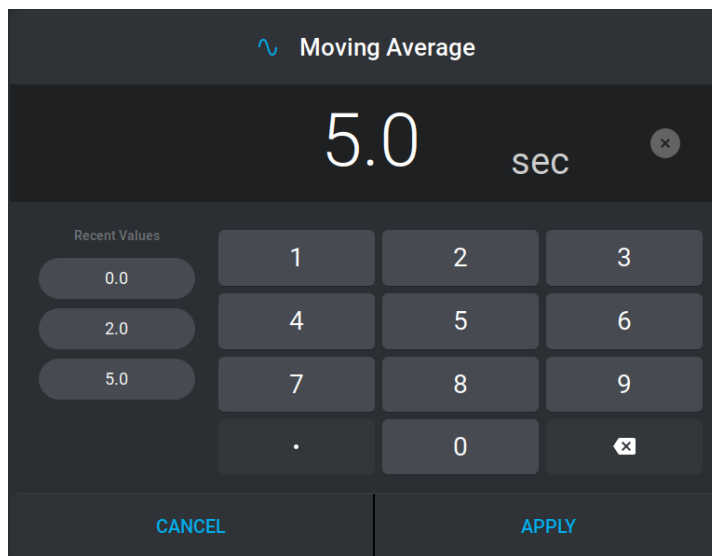 Moving Average
5.0 sec
Recent Values
0.0
2.0
5.0
1 2 3
4 5 6
7 8 9
. 0
CANCEL APPLY